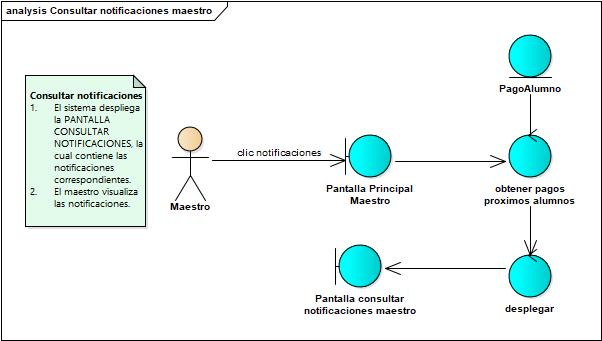 analysis Consultar notificaciones maestro
Consultar notificaciones
1. El sistema despliega
la PANTALLA
CONSULTAR
NOTIFICACIONES, la
cual contiene las
notificaciones
correspondientes.
2. El maestro visualiza
las notificaciones.
Maestro
clic notificaciones
Pantalla Principal
Maestro
PagoAlumno
obtener pagos
proximos alumnos
Pantalla consultar
notificaciones maestro
desplegar